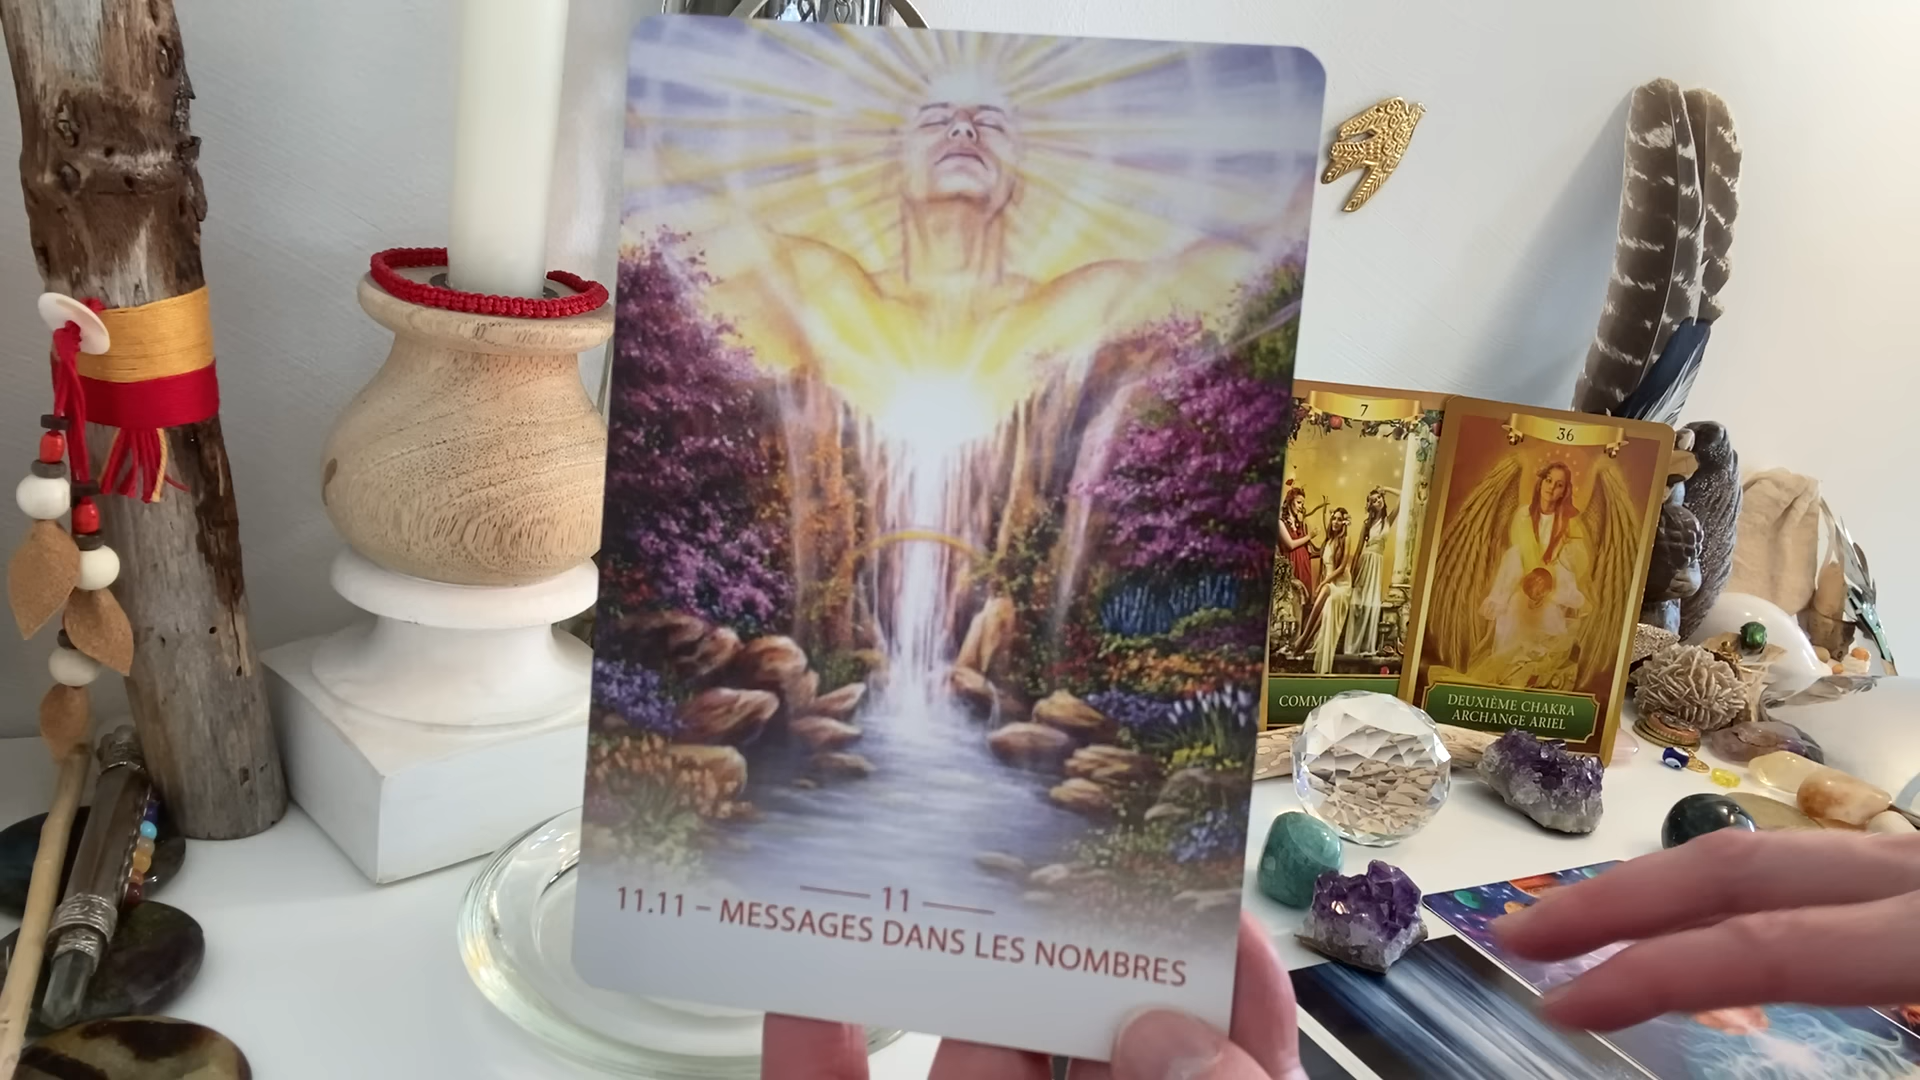 11
11.11 – MESSAGES DANS LES NOMBRES
7
36
DEUXIÈME CHAKRA
ARCHANGE ARIEL